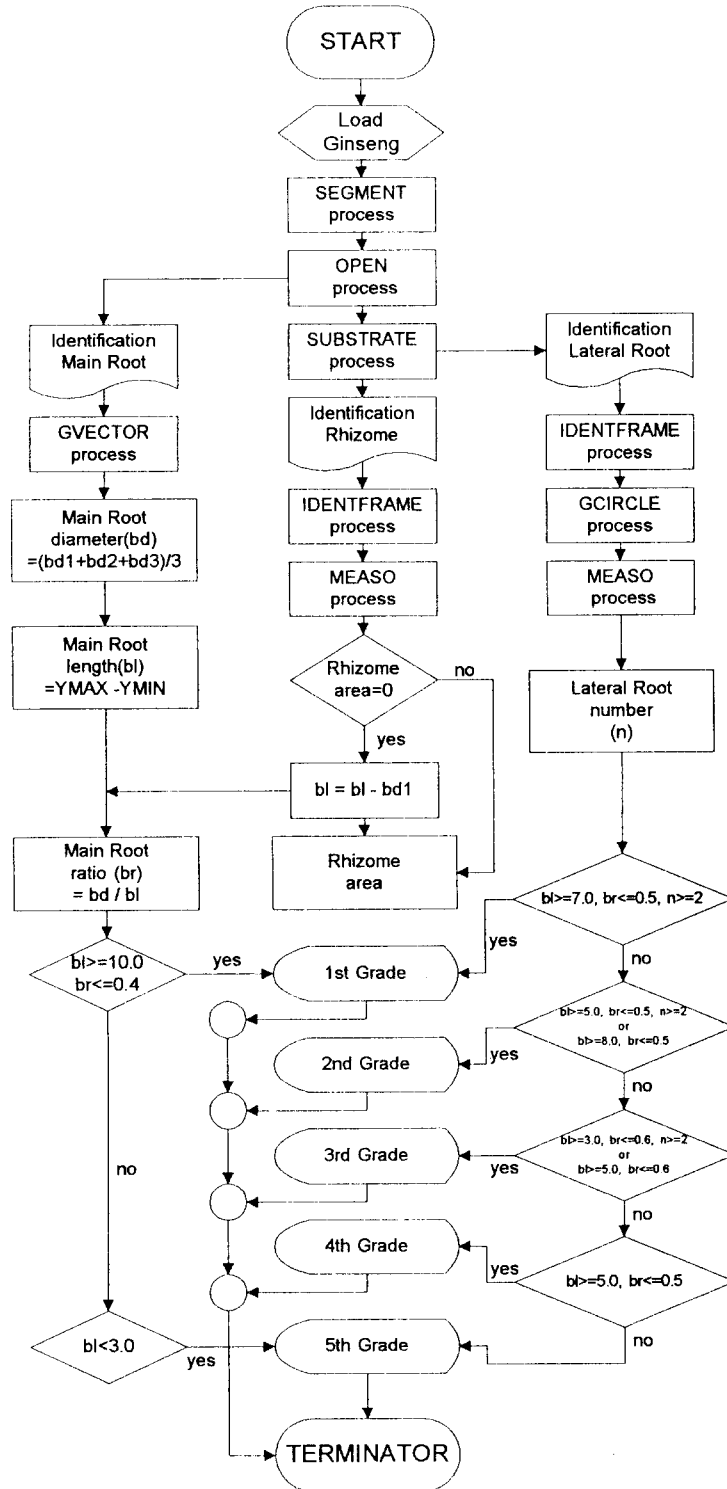 START
Load
Ginseng
SEGMENT
process
OPEN
process
Identification
Main Root
SUBSTRATE
process
Identification
Lateral Root
GVECTOR
process
Identification
Rhizome
IDENTFRAME
process
Main Root
diameter(bd)
=(bd1+bd2+bd3)/3
IDENTFRAME
process
GCIRCLE
process
MEASO
process
MEASO
process
Main Root
length(bl)
=YMAX -YMIN
Rhizome
area=0
no
yes
Lateral Root
number
(n)
bl = bl - bd1
Main Root
ratio (br)
= bd / bl
Rhizome
area
bl>=7.0, br<=0.5, n>=2
yes
no
bl>=10.0
br<=0.4
yes
1st Grade
bl>=5.0, br<=0.5, n>=2
or
bl>=8.0, br<=0.5
yes
2nd Grade
no
bl>=3.0, br<=0.6, n>=2
or
bl>=5.0, br<=0.6
yes
3rd Grade
no
no
4th Grade
yes
bl>=5.0, br<=0.5
no
bl<3.0
yes
5th Grade
TERMINATOR